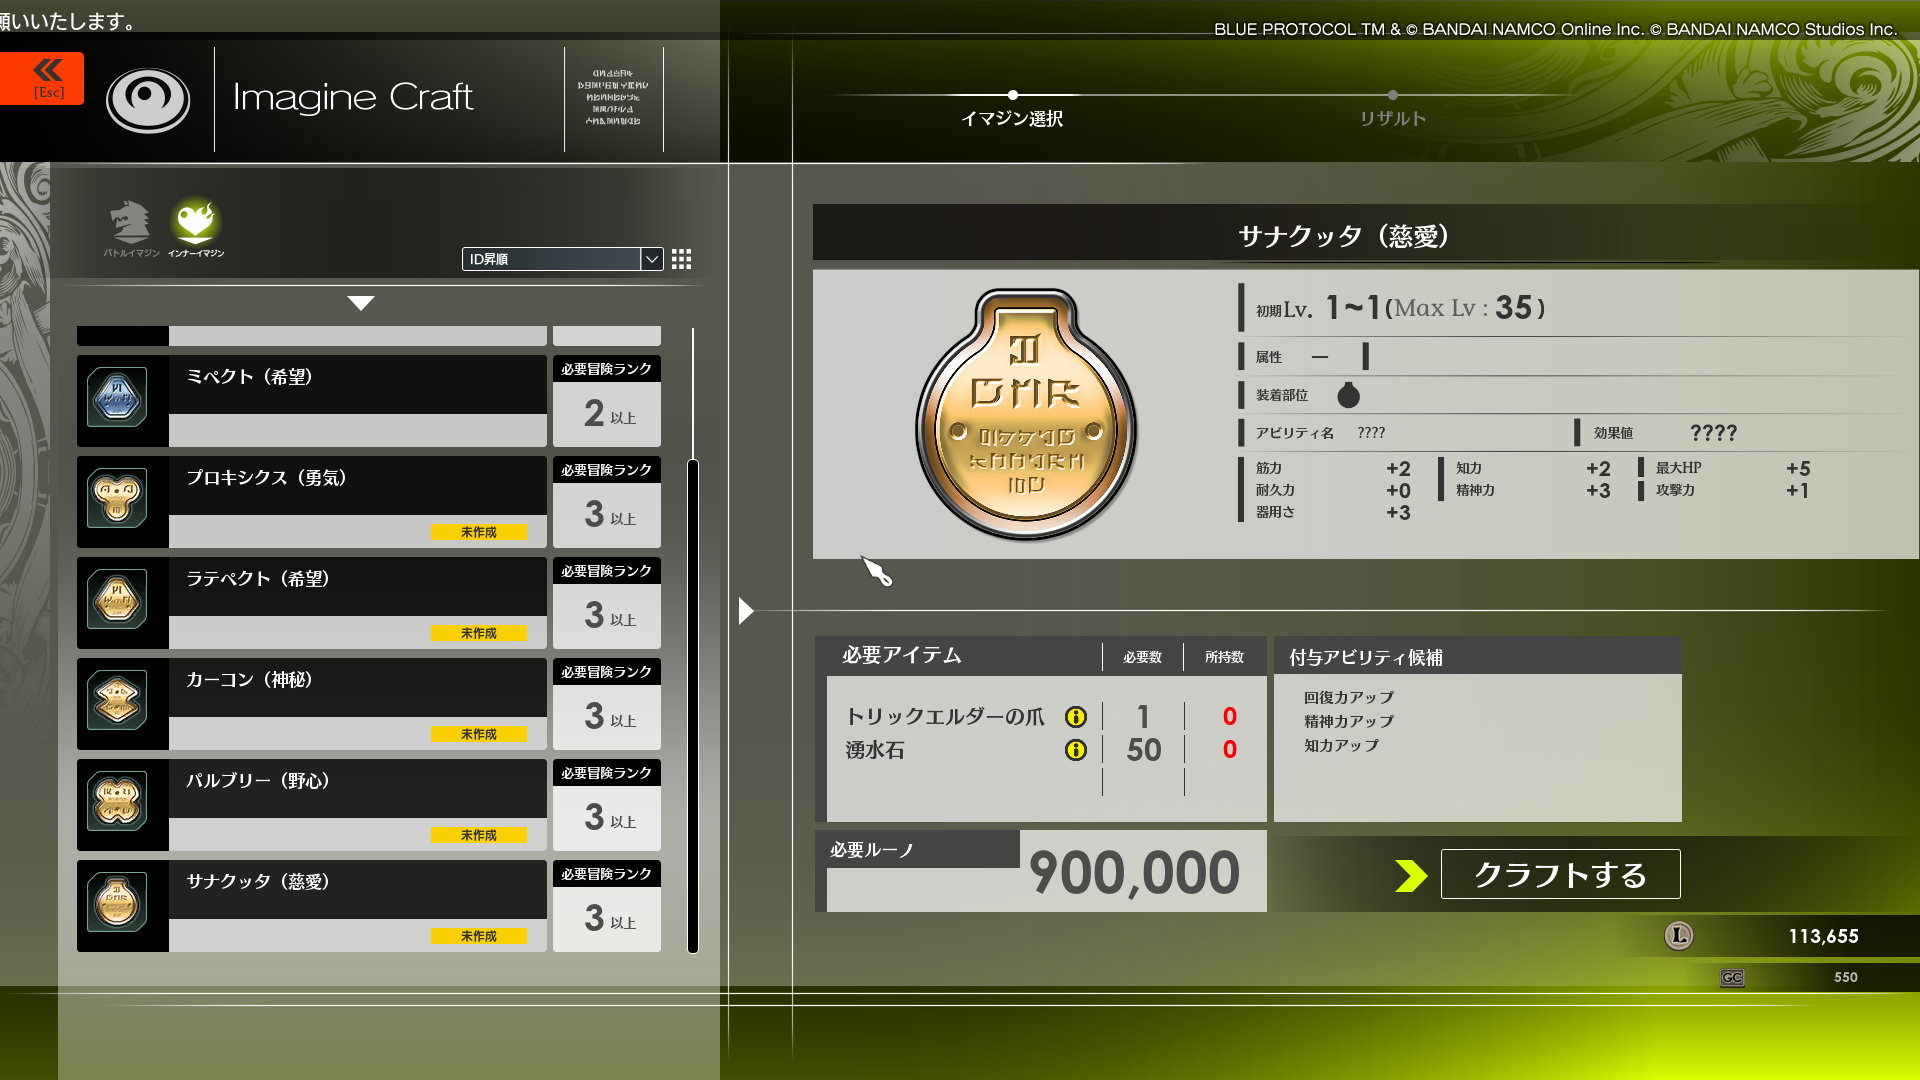 願いいたします。
BLUE PROTOCOL TM & © BANDAI NAMCO Online Inc. © BANDAI NAMCO Studios Inc.
[Esc]
Imagine Craft
イマジン選択
リザルト
バトルイマジン
インナーイマジン
ID昇順
ミペクト（希望）
必要冒険ランク
2 以上
プロキシクス（勇気）
未作成
必要冒険ランク
3 以上
ラテペクト（希望）
未作成
必要冒険ランク
3 以上
カーコン（神秘）
未作成
必要冒険ランク
3 以上
パルブリー（野心）
未作成
必要冒険ランク
3 以上
サナクッタ（慈愛）
未作成
必要冒険ランク
3 以上
サナクッタ（慈愛）
初期Lv. 1~1(Max Lv : 35 )
属性 —
装着部位
アビリティ名 ???? 効果値 ????
筋力 +2 知力 +2 最大HP +5
耐久力 +0 精神力 +3 攻撃力 +1
器用さ +3
必要アイテム 必要数 所持数
トリックエルダーの爪 1 0
湧水石 50 0
付与アビリティ候補
回復力アップ
精神力アップ
知力アップ
必要ルーノ
900,000
クラフトする
L 113,655
GC 550